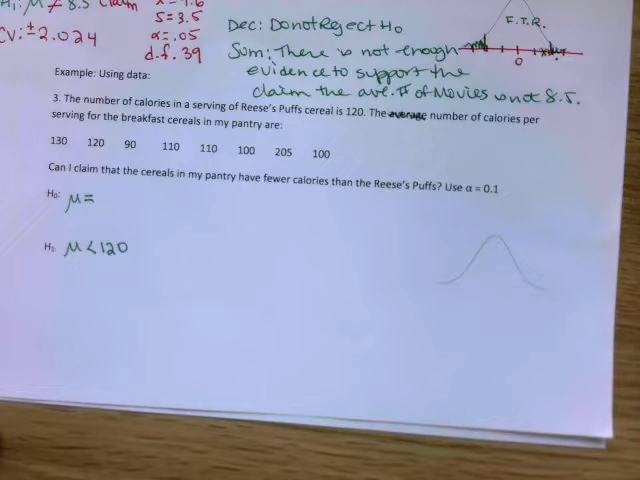 H₁: μ ≠ 8.5 Claim
s = 3.5
CV: ± 2.024
α = .05
d.f. 39
Dec: Do not Reject H₀
Sum: There is not enough
evidence to support the
claim the ave. # of Movies is not 8.5.
F.T.R.
0
Example: Using data:
3. The number of calories in a serving of Reese's Puffs cereal is 120. The average number of calories per
serving for the breakfast cereals in my pantry are:
130 120 90 110 110 100 205 100
Can I claim that the cereals in my pantry have fewer calories than the Reese's Puffs? Use α = 0.1
H₀: μ =
H₁: μ < 120